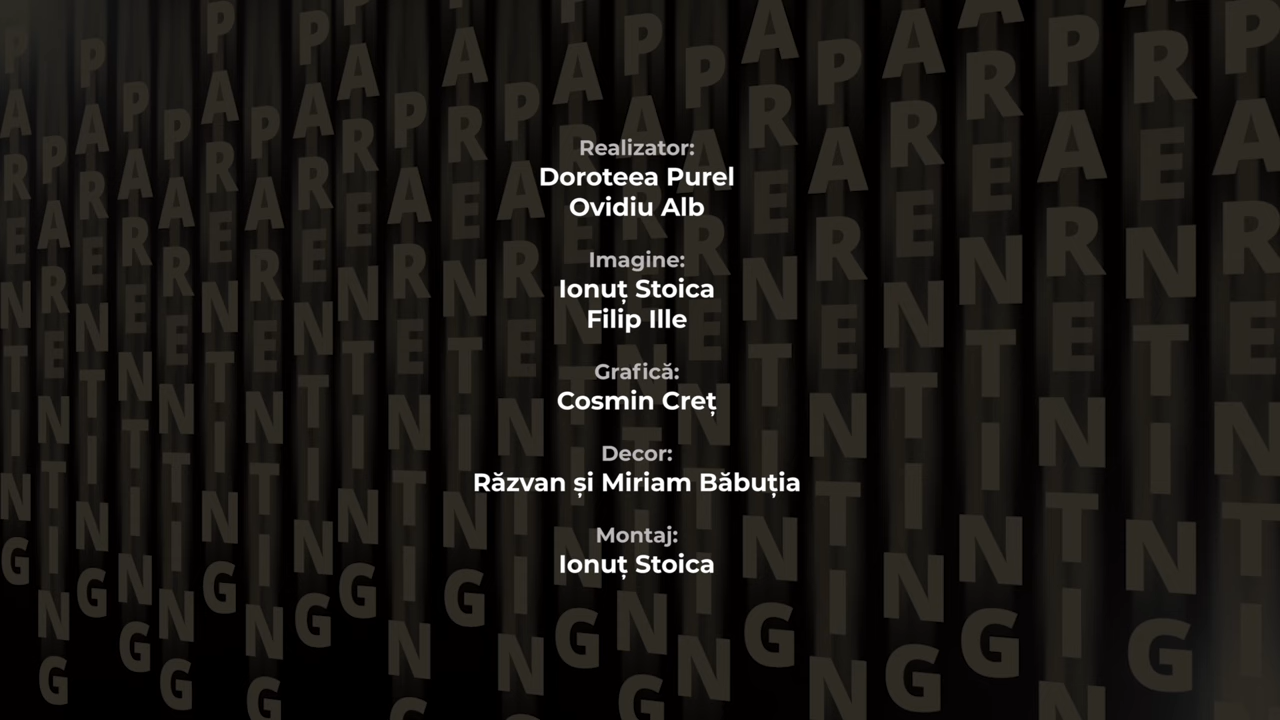 Realizator:
Doroteea Purel
Ovidiu Alb
Imagine:
Ionuț Stoica
Filip Ille
Grafică:
Cosmin Creț
Decor:
Răzvan și Miriam Băbuția
Montaj:
Ionuț Stoica
PARENTING